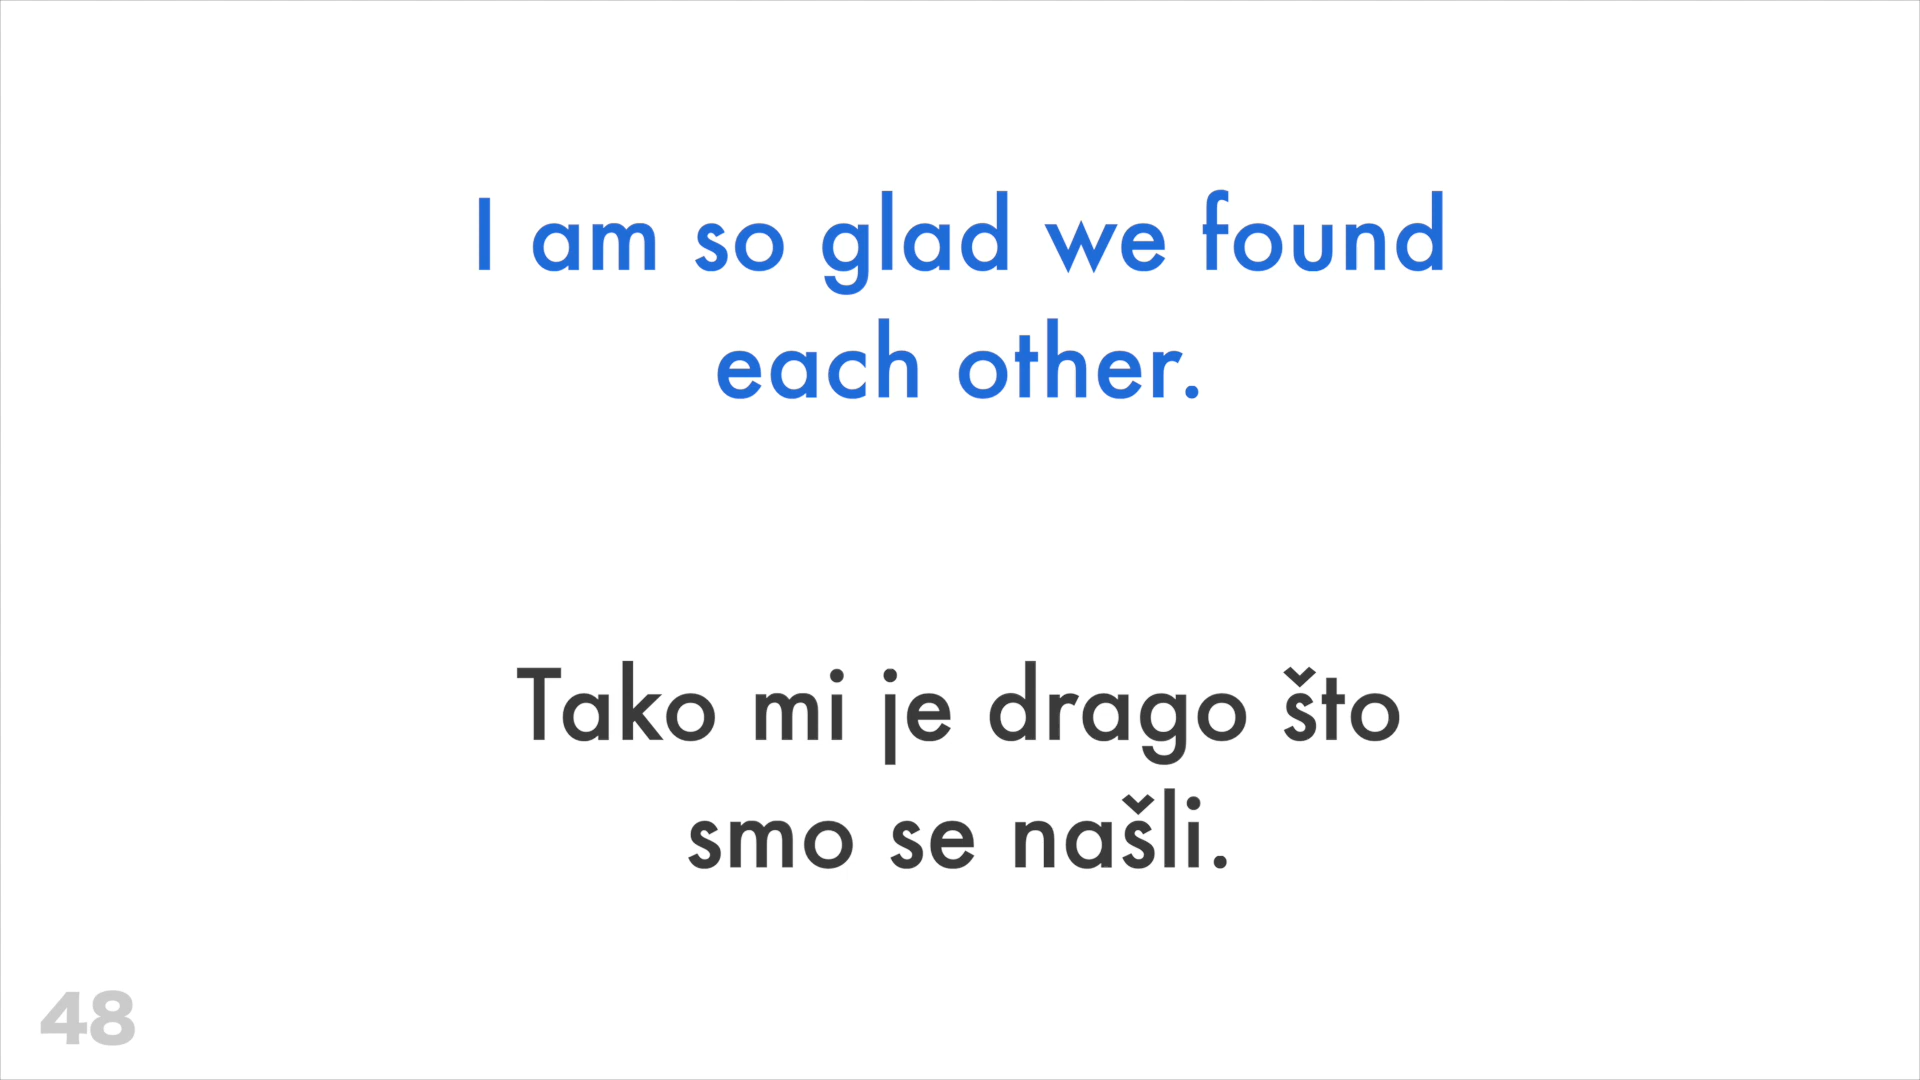 I am so glad we found
each other.
Tako mi je drago što
smo se našli.
48